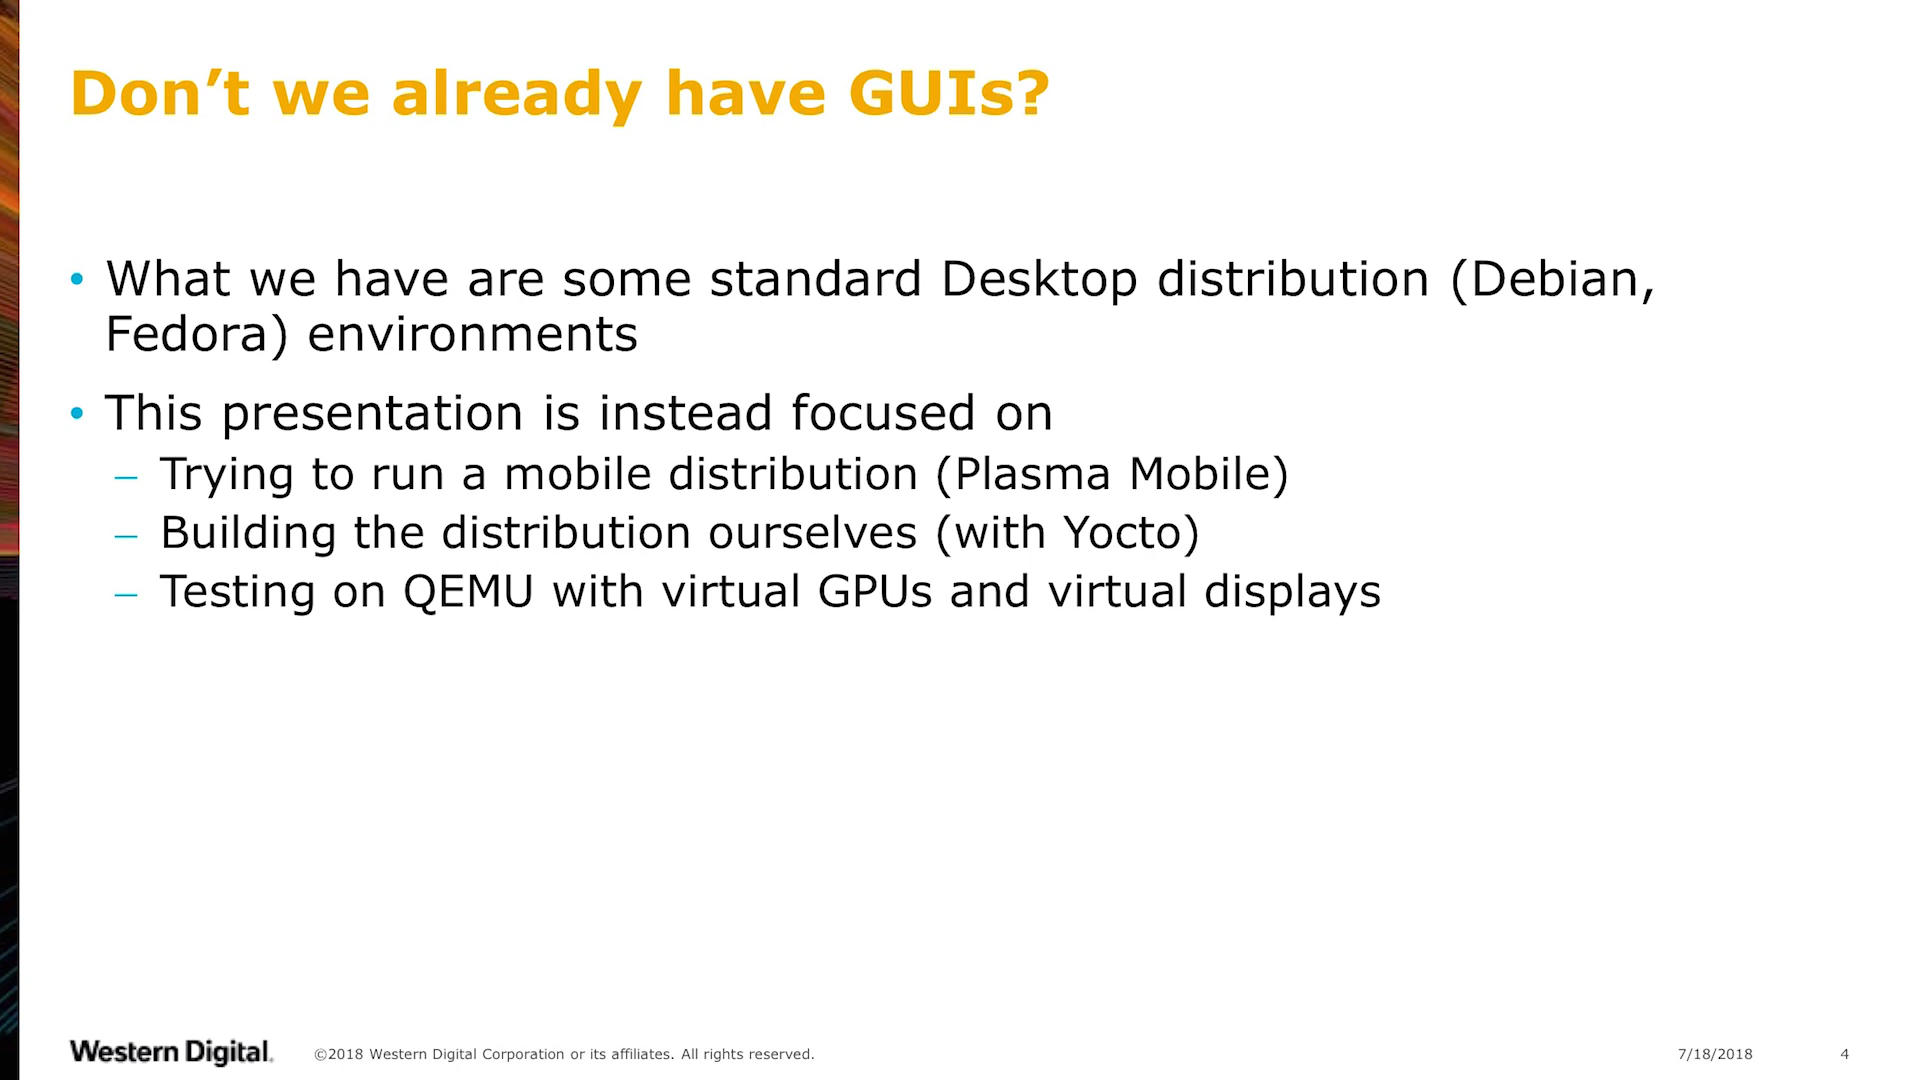 Don’t we already have GUIs?
• What we have are some standard Desktop distribution (Debian,
Fedora) environments
• This presentation is instead focused on
– Trying to run a mobile distribution (Plasma Mobile)
– Building the distribution ourselves (with Yocto)
– Testing on QEMU with virtual GPUs and virtual displays
Western Digital.
©2018 Western Digital Corporation or its affiliates. All rights reserved.
7/18/2018
4